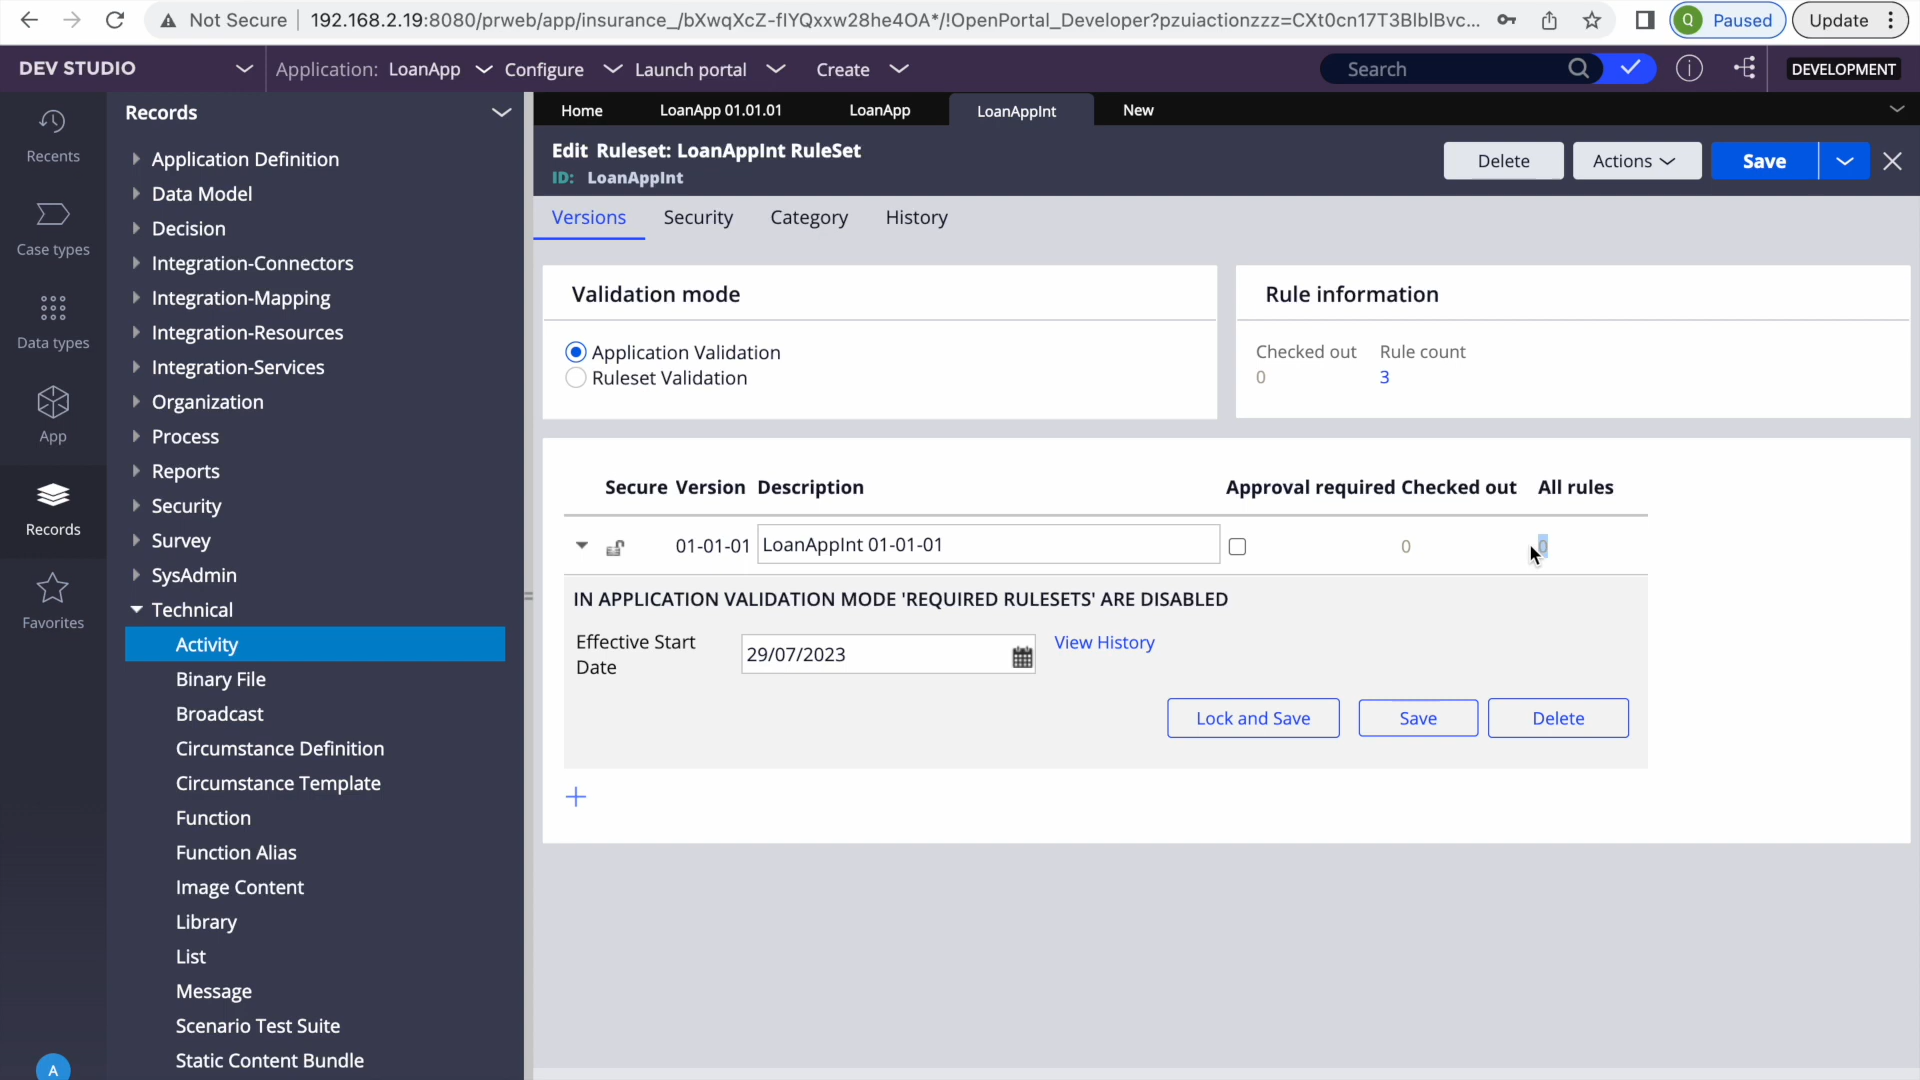 Not Secure
192.168.2.19:8080/prweb/app/insurance_/bXwqXcZ-fIYQxxw28he4OA*/!OpenPortal_Developer?pzuiactionzzz=CXt0cn17T3BlblBvc...
Q Paused
Update
DEV STUDIO
Application: LoanApp
Configure
Launch portal
Create
Search
DEVELOPMENT
Recents
Case types
Data types
App
Records
Favorites
A
Records
Application Definition
Data Model
Decision
Integration-Connectors
Integration-Mapping
Integration-Resources
Integration-Services
Organization
Process
Reports
Security
Survey
SysAdmin
Technical
Activity
Binary File
Broadcast
Circumstance Definition
Circumstance Template
Function
Function Alias
Image Content
Library
List
Message
Scenario Test Suite
Static Content Bundle
Home
LoanApp 01.01.01
LoanApp
LoanAppInt
New
Edit Ruleset: LoanAppInt RuleSet
ID: LoanAppInt
Delete
Actions
Save
Versions
Security
Category
History
Validation mode
Application Validation
Ruleset Validation
Rule information
Checked out Rule count
0 3
Secure Version Description Approval required Checked out All rules
01-01-01 LoanAppInt 01-01-01 0 0
IN APPLICATION VALIDATION MODE 'REQUIRED RULESETS' ARE DISABLED
Effective Start Date
29/07/2023
View History
Lock and Save
Save
Delete